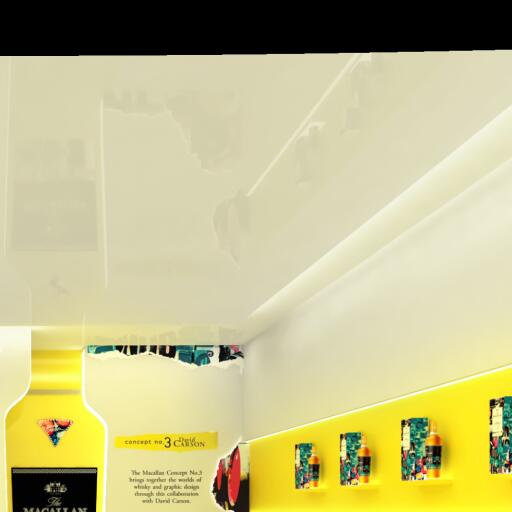 concept no.3 David CARSON
The Macallan Concept No.3
brings together the worlds of
whisky and graphic design
through this collaboration
with David Carson.
The
MACALLAN